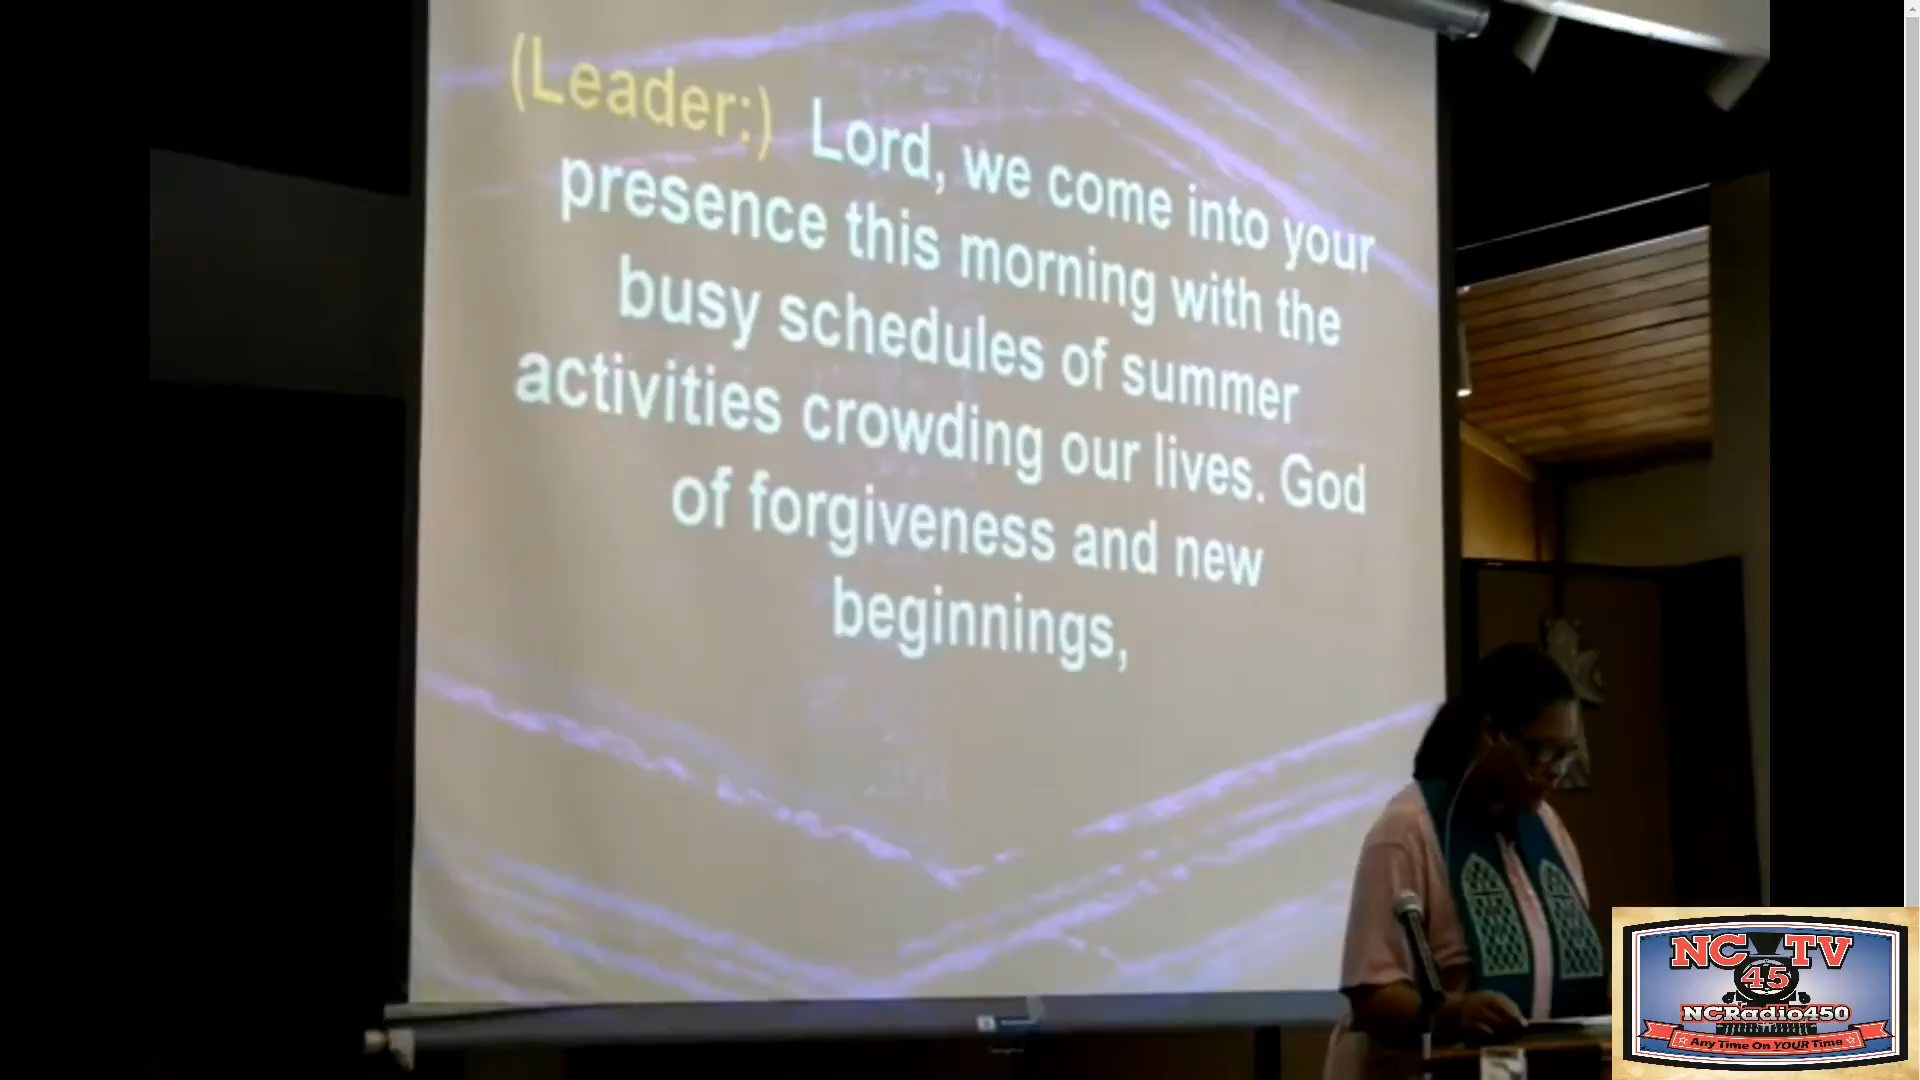 (Leader:) Lord, we come into your
presence this morning with the
busy schedules of summer
activities crowding our lives. God
of forgiveness and new
beginnings,
NC TV
45
NCRadio450
Any Time On YOUR Time